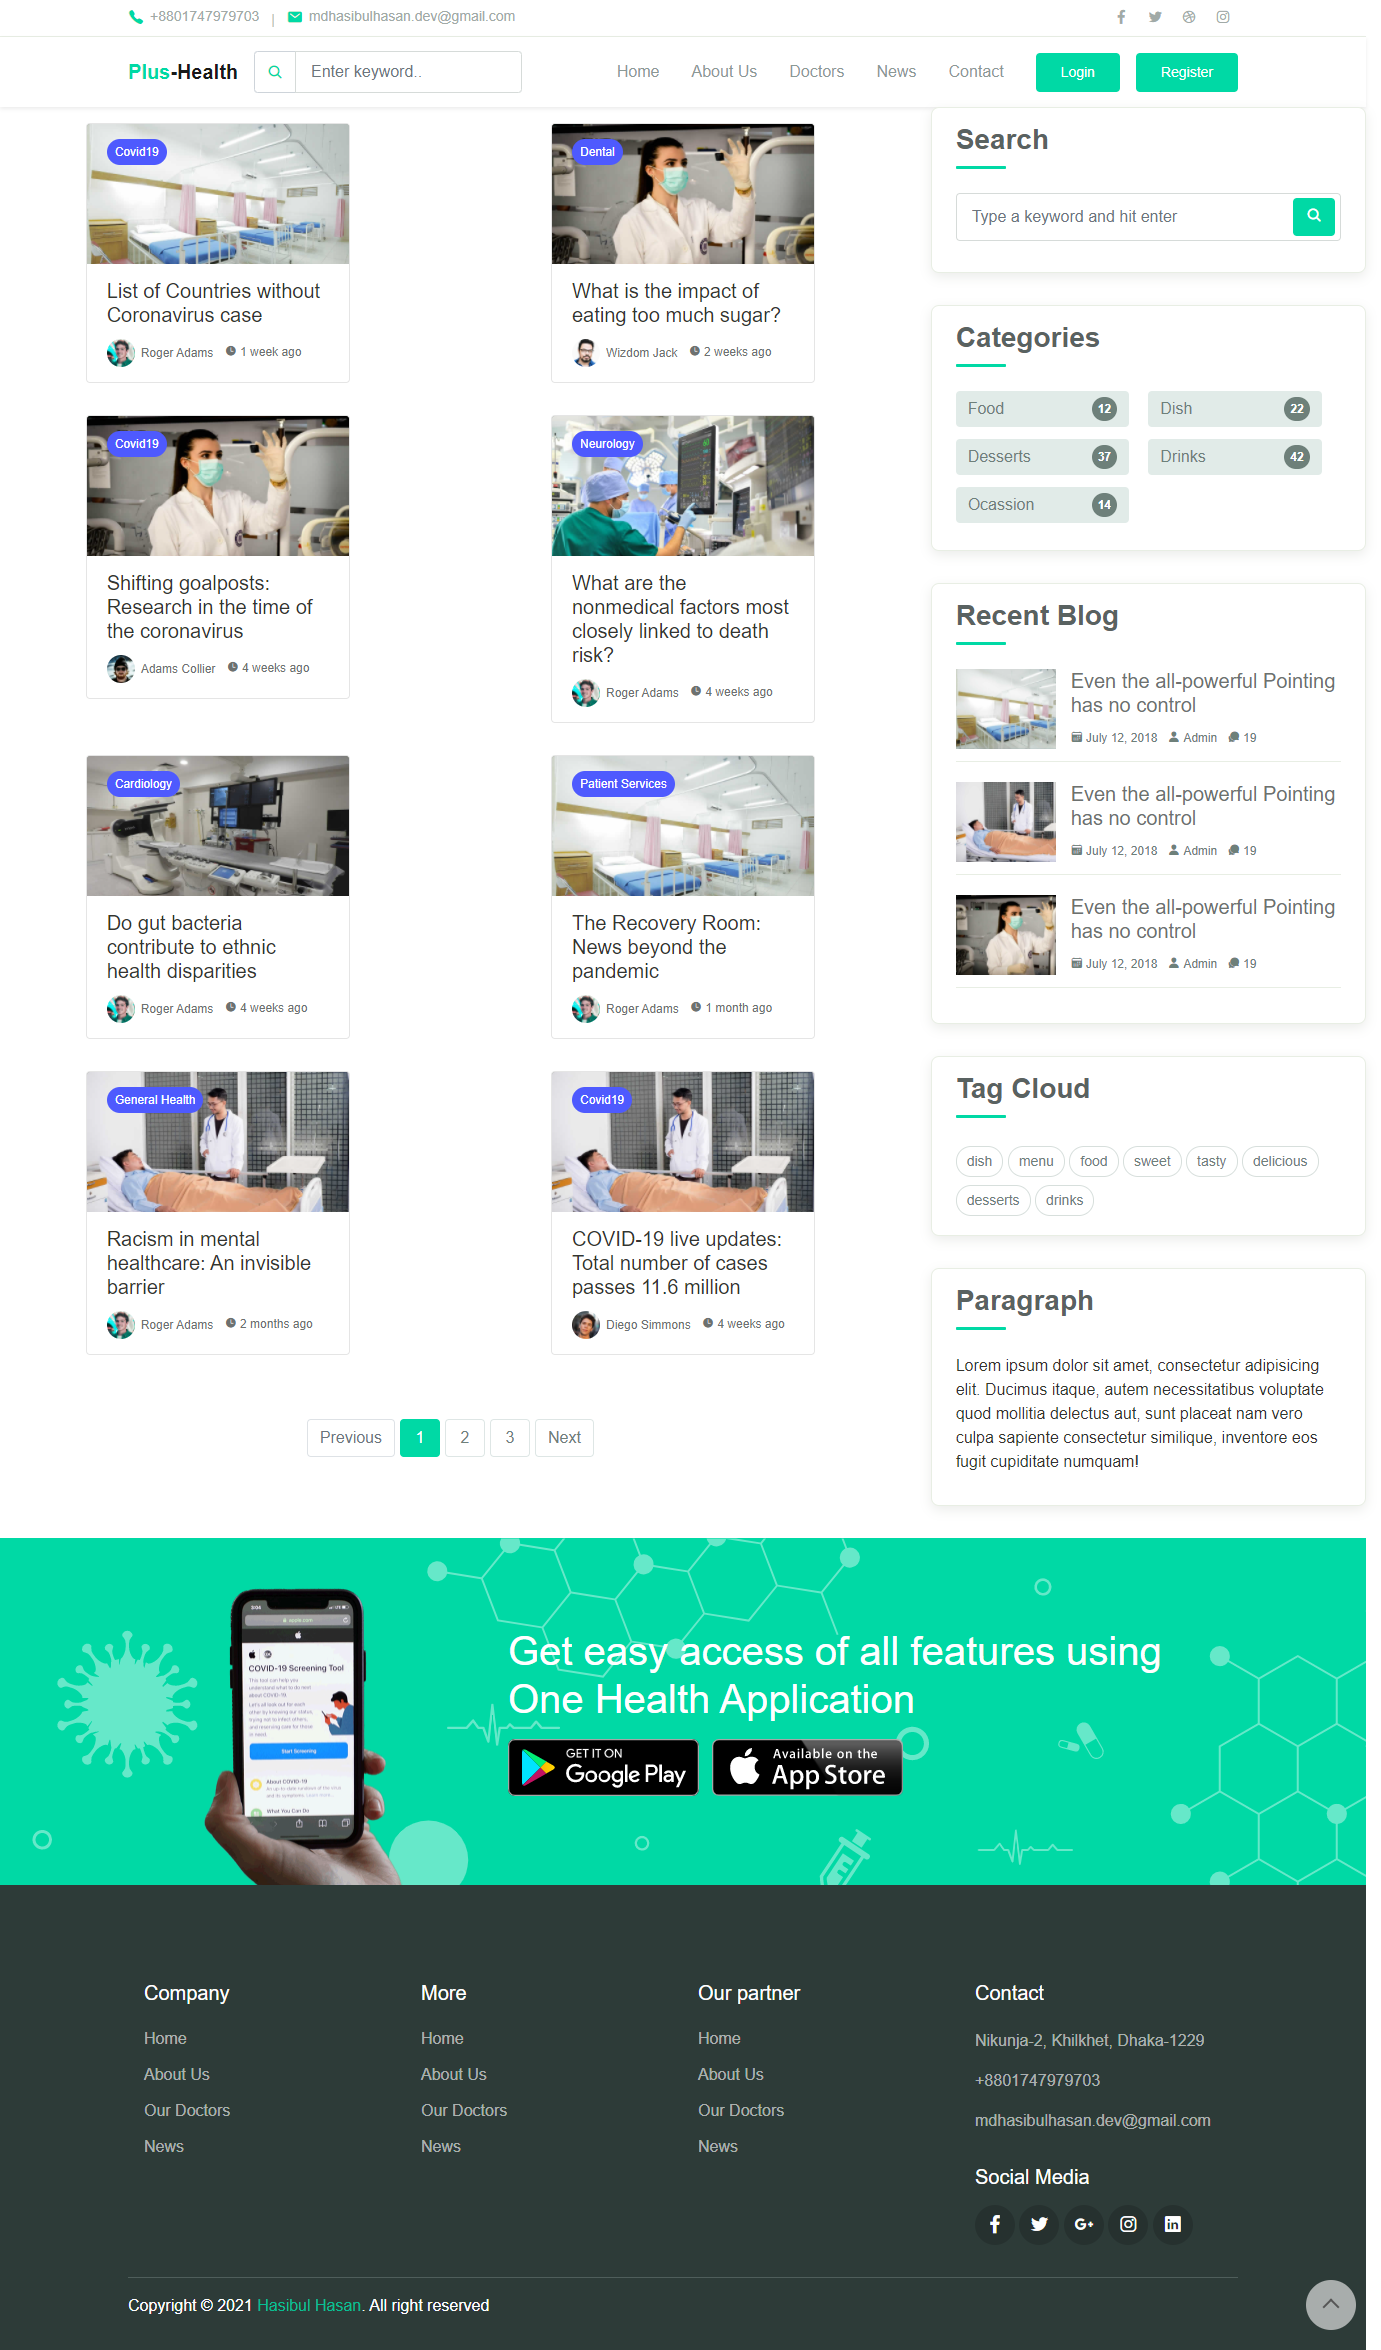 +8801747979703 | mdhasibulhasan.dev@gmail.com
Plus-Health
Enter keyword..
Home About Us Doctors News Contact Login Register
Covid19
List of Countries without
Coronavirus case
Roger Adams 1 week ago
Dental
What is the impact of
eating too much sugar?
Wizdom Jack 2 weeks ago
Covid19
Shifting goalposts:
Research in the time of
the coronavirus
Adams Collier 4 weeks ago
Neurology
What are the
nonmedical factors most
closely linked to death
risk?
Roger Adams 4 weeks ago
Cardiology
Do gut bacteria
contribute to ethnic
health disparities
Roger Adams 4 weeks ago
Patient Services
The Recovery Room:
News beyond the
pandemic
Roger Adams 1 month ago
General Health
Racism in mental
healthcare: An invisible
barrier
Roger Adams 2 months ago
Covid19
COVID-19 live updates:
Total number of cases
passes 11.6 million
Diego Simmons 4 weeks ago
Previous 1 2 3 Next
Search
Type a keyword and hit enter
Categories
Food 12
Dish 22
Desserts 37
Drinks 42
Ocassion 14
Recent Blog
Even the all-powerful Pointing
has no control
July 12, 2018 Admin 19
Even the all-powerful Pointing
has no control
July 12, 2018 Admin 19
Even the all-powerful Pointing
has no control
July 12, 2018 Admin 19
Tag Cloud
dish menu food sweet tasty delicious
desserts drinks
Paragraph
Lorem ipsum dolor sit amet, consectetur adipisicing
elit. Ducimus itaque, autem necessitatibus voluptate
quod mollitia delectus aut, sunt placeat nam vero
culpa sapiente consectetur similique, inventore eos
fugit cupiditate numquam!
3:04
COVID-19 Screening Tool
Start Screening
About COVID-19
What You Can Do
Get easy access of all features using
One Health Application
GET IT ON
Google Play
Available on the
App Store
Company
Home
About Us
Our Doctors
News
More
Home
About Us
Our Doctors
News
Our partner
Home
About Us
Our Doctors
News
Contact
Nikunja-2, Khilkhet, Dhaka-1229
+8801747979703
mdhasibulhasan.dev@gmail.com
Social Media
Copyright © 2021 Hasibul Hasan. All right reserved